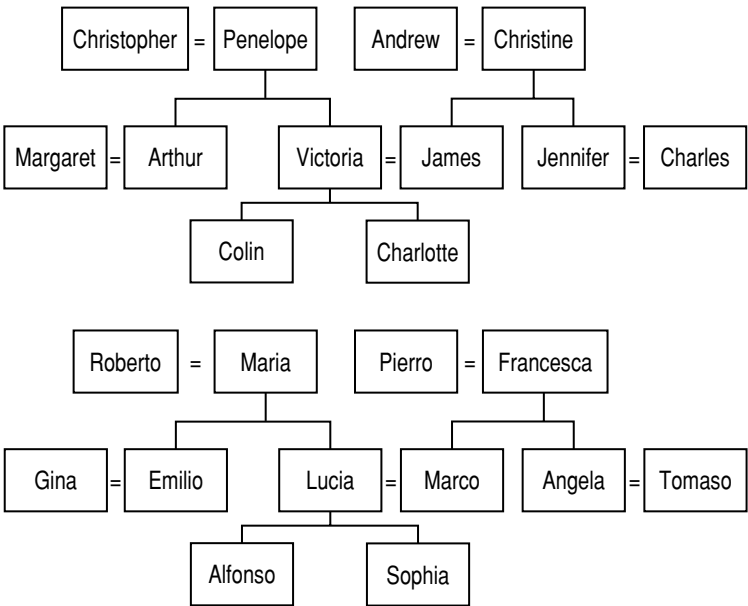 Christopher = Penelope Andrew = Christine
Margaret = Arthur Victoria = James Jennifer = Charles
Colin Charlotte
Roberto = Maria Pierro = Francesca
Gina = Emilio Lucia = Marco Angela = Tomaso
Alfonso Sophia